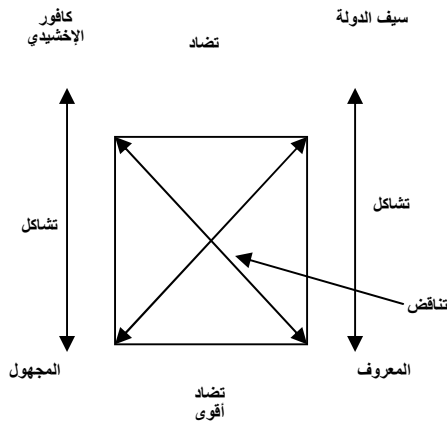 سيف الدولة
تضاد
كافور
الإخشيدي
تشاكل
تشاكل
تناقض
المعروف
تضاد
أقوى
المجهول